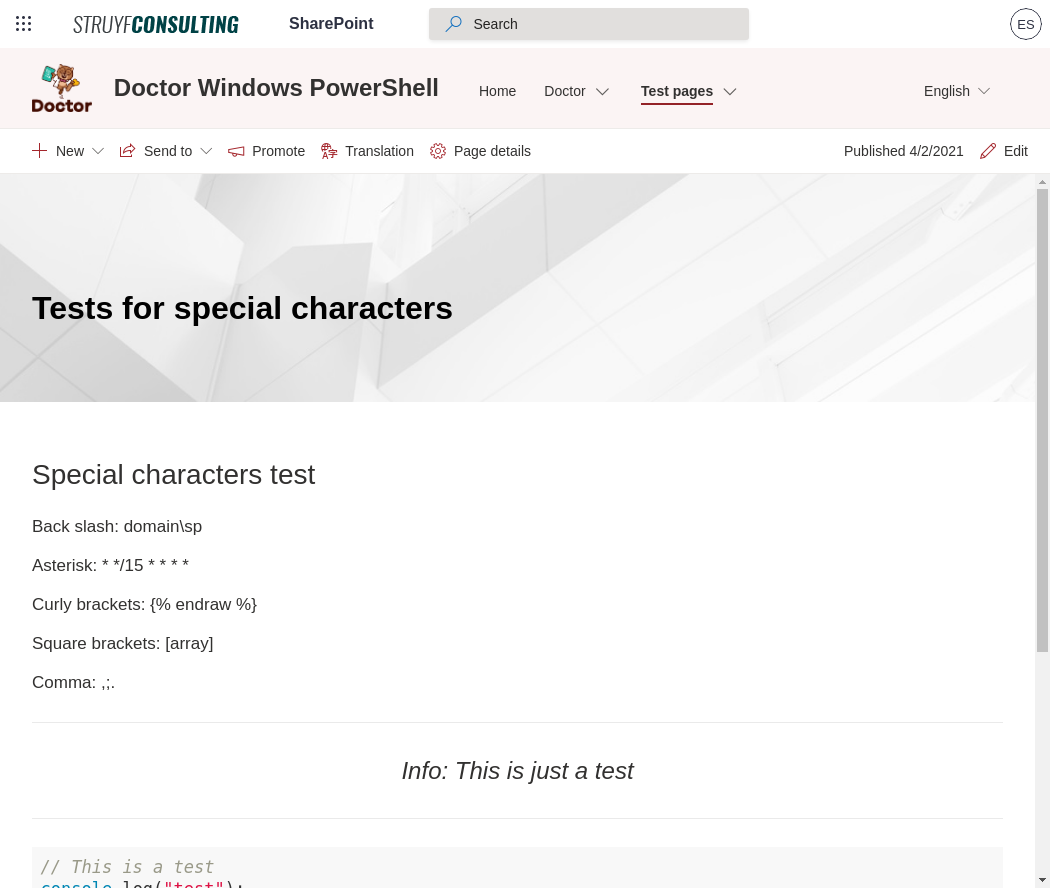 STRUYFCONSULTING SharePoint Search ES
Doctor Doctor Windows PowerShell Home Doctor Test pages English
New Send to Promote Translation Page details Published 4/2/2021 Edit
Tests for special characters
Special characters test
Back slash: domain\sp
Asterisk: * */15 * * * *
Curly brackets: {% endraw %}
Square brackets: [array]
Comma: ,;.
Info: This is just a test
// This is a test
console.log("test");